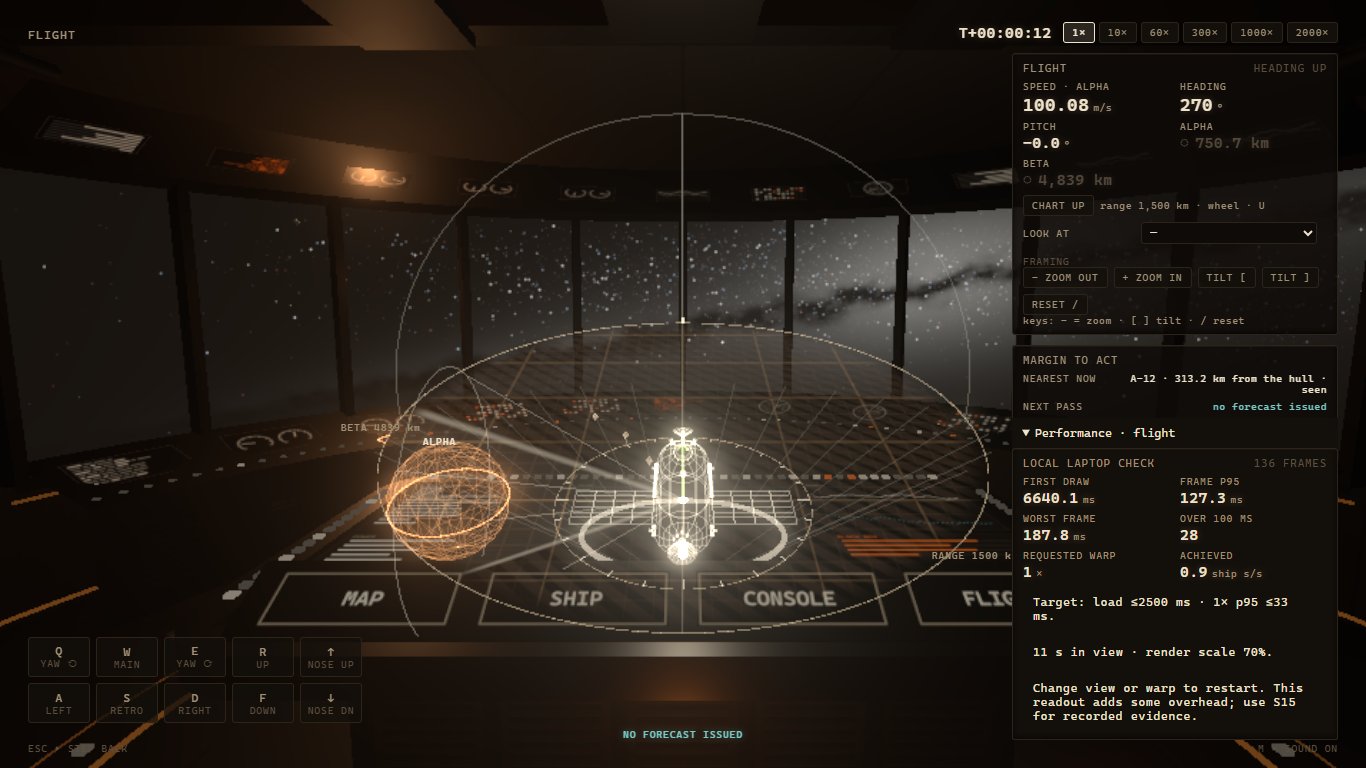 FLIGHT
T+00:00:12 1× 10× 60× 300× 1000× 2000×
FLIGHT HEADING UP
SPEED · ALPHA HEADING
100.08 m/s 270 °
PITCH ALPHA
−0.0 ° ○ 750.7 km
BETA
○ 4,839 km
CHART UP range 1,500 km · wheel · U
LOOK AT —
FRAMING
− ZOOM OUT + ZOOM IN TILT [ TILT ]
RESET /
keys: − = zoom · [ ] tilt · / reset
MARGIN TO ACT
NEAREST NOW A−12 · 313.2 km from the hull ·
seen
NEXT PASS no forecast issued
▼ Performance · flight
LOCAL LAPTOP CHECK 136 FRAMES
FIRST DRAW FRAME P95
6640.1 ms 127.3 ms
WORST FRAME OVER 100 MS
187.8 ms 28
REQUESTED WARP ACHIEVED
1 × 0.9 ship s/s
Target: load ≤2500 ms · 1× p95 ≤33
ms.
11 s in view · render scale 70%.
Change view or warp to restart. This
readout adds some overhead; use S15
for recorded evidence.
BETA 4839 km
ALPHA
RANGE 1500 k
MAP SHIP CONSOLE FLIG
Q W E R ↑
YAW ↺ MAIN YAW ↻ UP NOSE UP
A S D F ↓
LEFT RETRO RIGHT DOWN NOSE DN
NO FORECAST ISSUED
ESC · BACK
M OUND ON